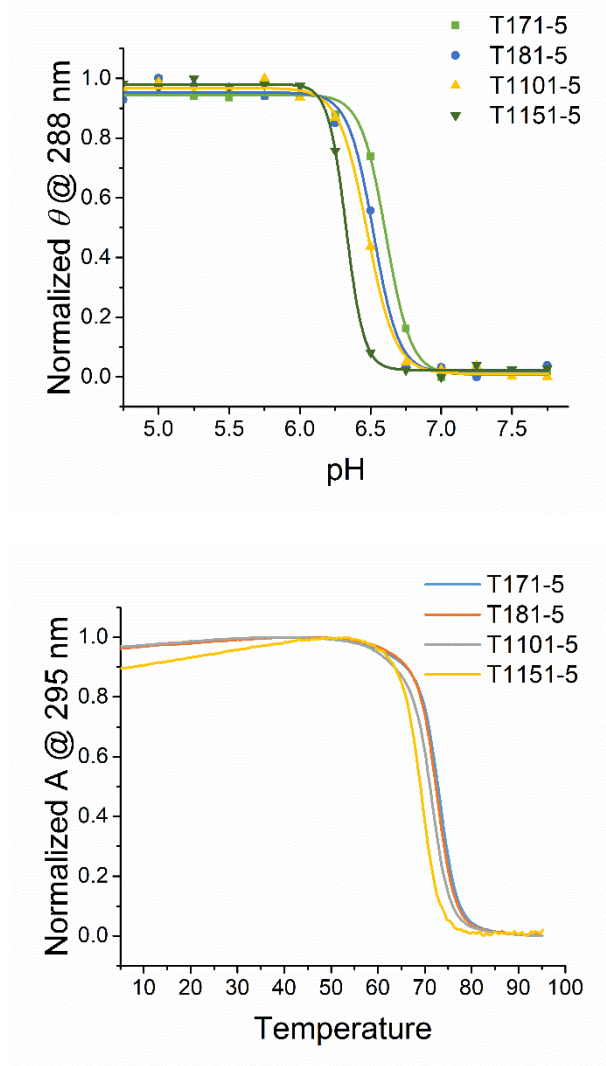 T171-5
T181-5
T1101-5
T1151-5
1.0
0.8
0.6
0.4
0.2
0.0
Normalized θ @ 288 nm
5.0 5.5 6.0 6.5 7.0 7.5
pH
T171-5
T181-5
T1101-5
T1151-5
1.0
0.8
0.6
0.4
0.2
0.0
Normalized A @ 295 nm
10 20 30 40 50 60 70 80 90 100
Temperature